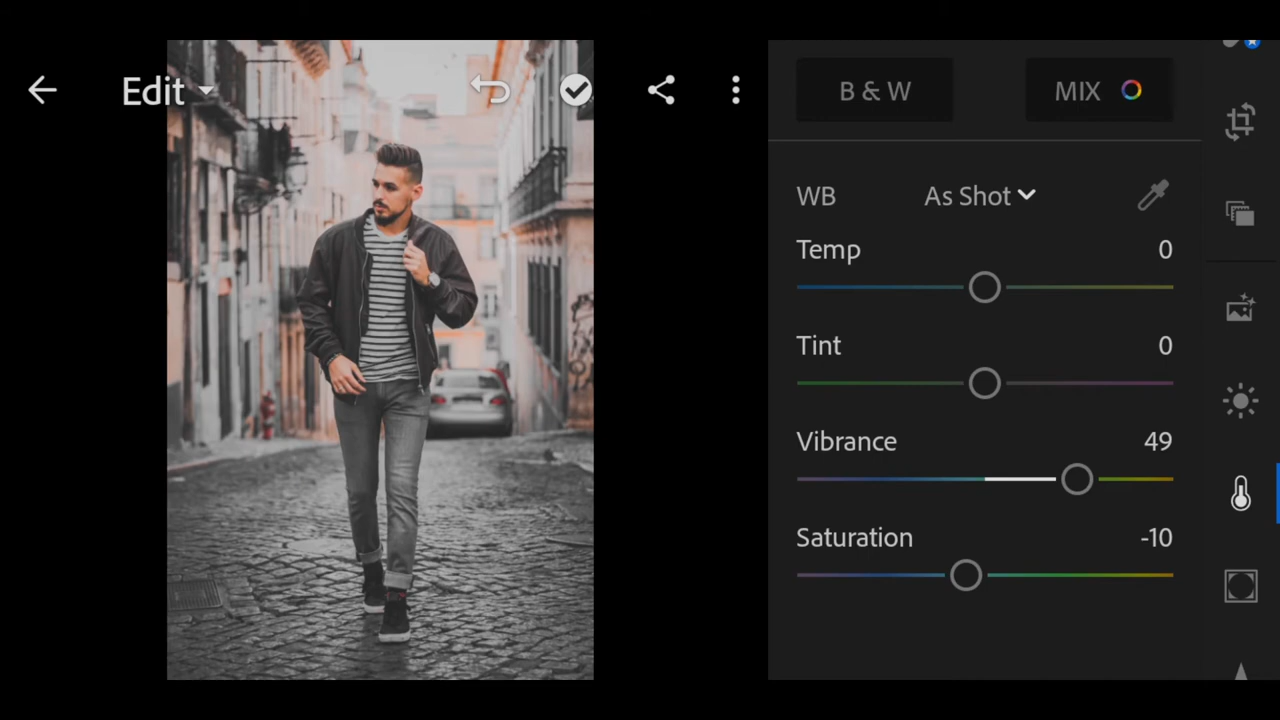 Edit
B & W
MIX
WB
As Shot
Temp
0
Tint
0
Vibrance
49
Saturation
-10